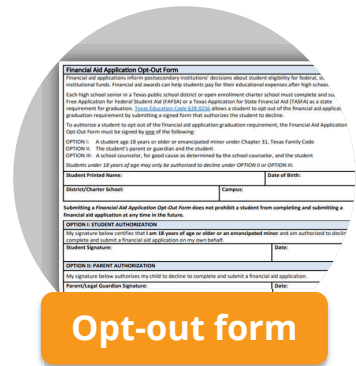 Financial Aid Application Opt-Out Form
Financial aid applications inform postsecondary institutions' decisions about student eligibility for federal, st
institutional funds. Financial aid awards can help students pay for their educational expenses after high schoo
Each high school senior in a Texas public school district or open enrollment charter school must complete and su
Free Application for Federal Student Aid (FAFSA) or a Texas Application for State Financial Aid (TASFA) as a state
requirement for graduation. Texas Education Code §28.0256 allows a student to opt out of the financial aid applicat
graduation requirement by submitting a signed form that authorizes the student to decline.
To authorize a student to opt out of the financial aid application graduation requirement, the Financial Aid Application
Opt-Out Form must be signed by one of the following:
OPTION I: A student age 18 years or older or emancipated minor under Chapter 31, Texas Family Code
OPTION II: The student's parent or guardian and the student
OPTION III: A school counselor, for good cause as determined by the school counselor, and the student
Students under 18 years of age may only be authorized to decline under OPTION II or OPTION III.
Student Printed Name: Date of Birth:
District/Charter School: Campus:
Submitting a Financial Aid Application Opt-Out Form does not prohibit a student from completing and submitting a
financial aid application at any time in the future.
OPTION I: STUDENT AUTHORIZATION
My signature below certifies that I am 18 years of age or older or an emancipated minor and am authorized to declin
complete and submit a financial aid application on my own behalf.
Student Signature: Date:
OPTION II: PARENT AUTHORIZATION
My signature below authorizes my child to decline to complete and submit a financial aid application.
Parent/Legal Guardian Signature: Date:
Opt-out form